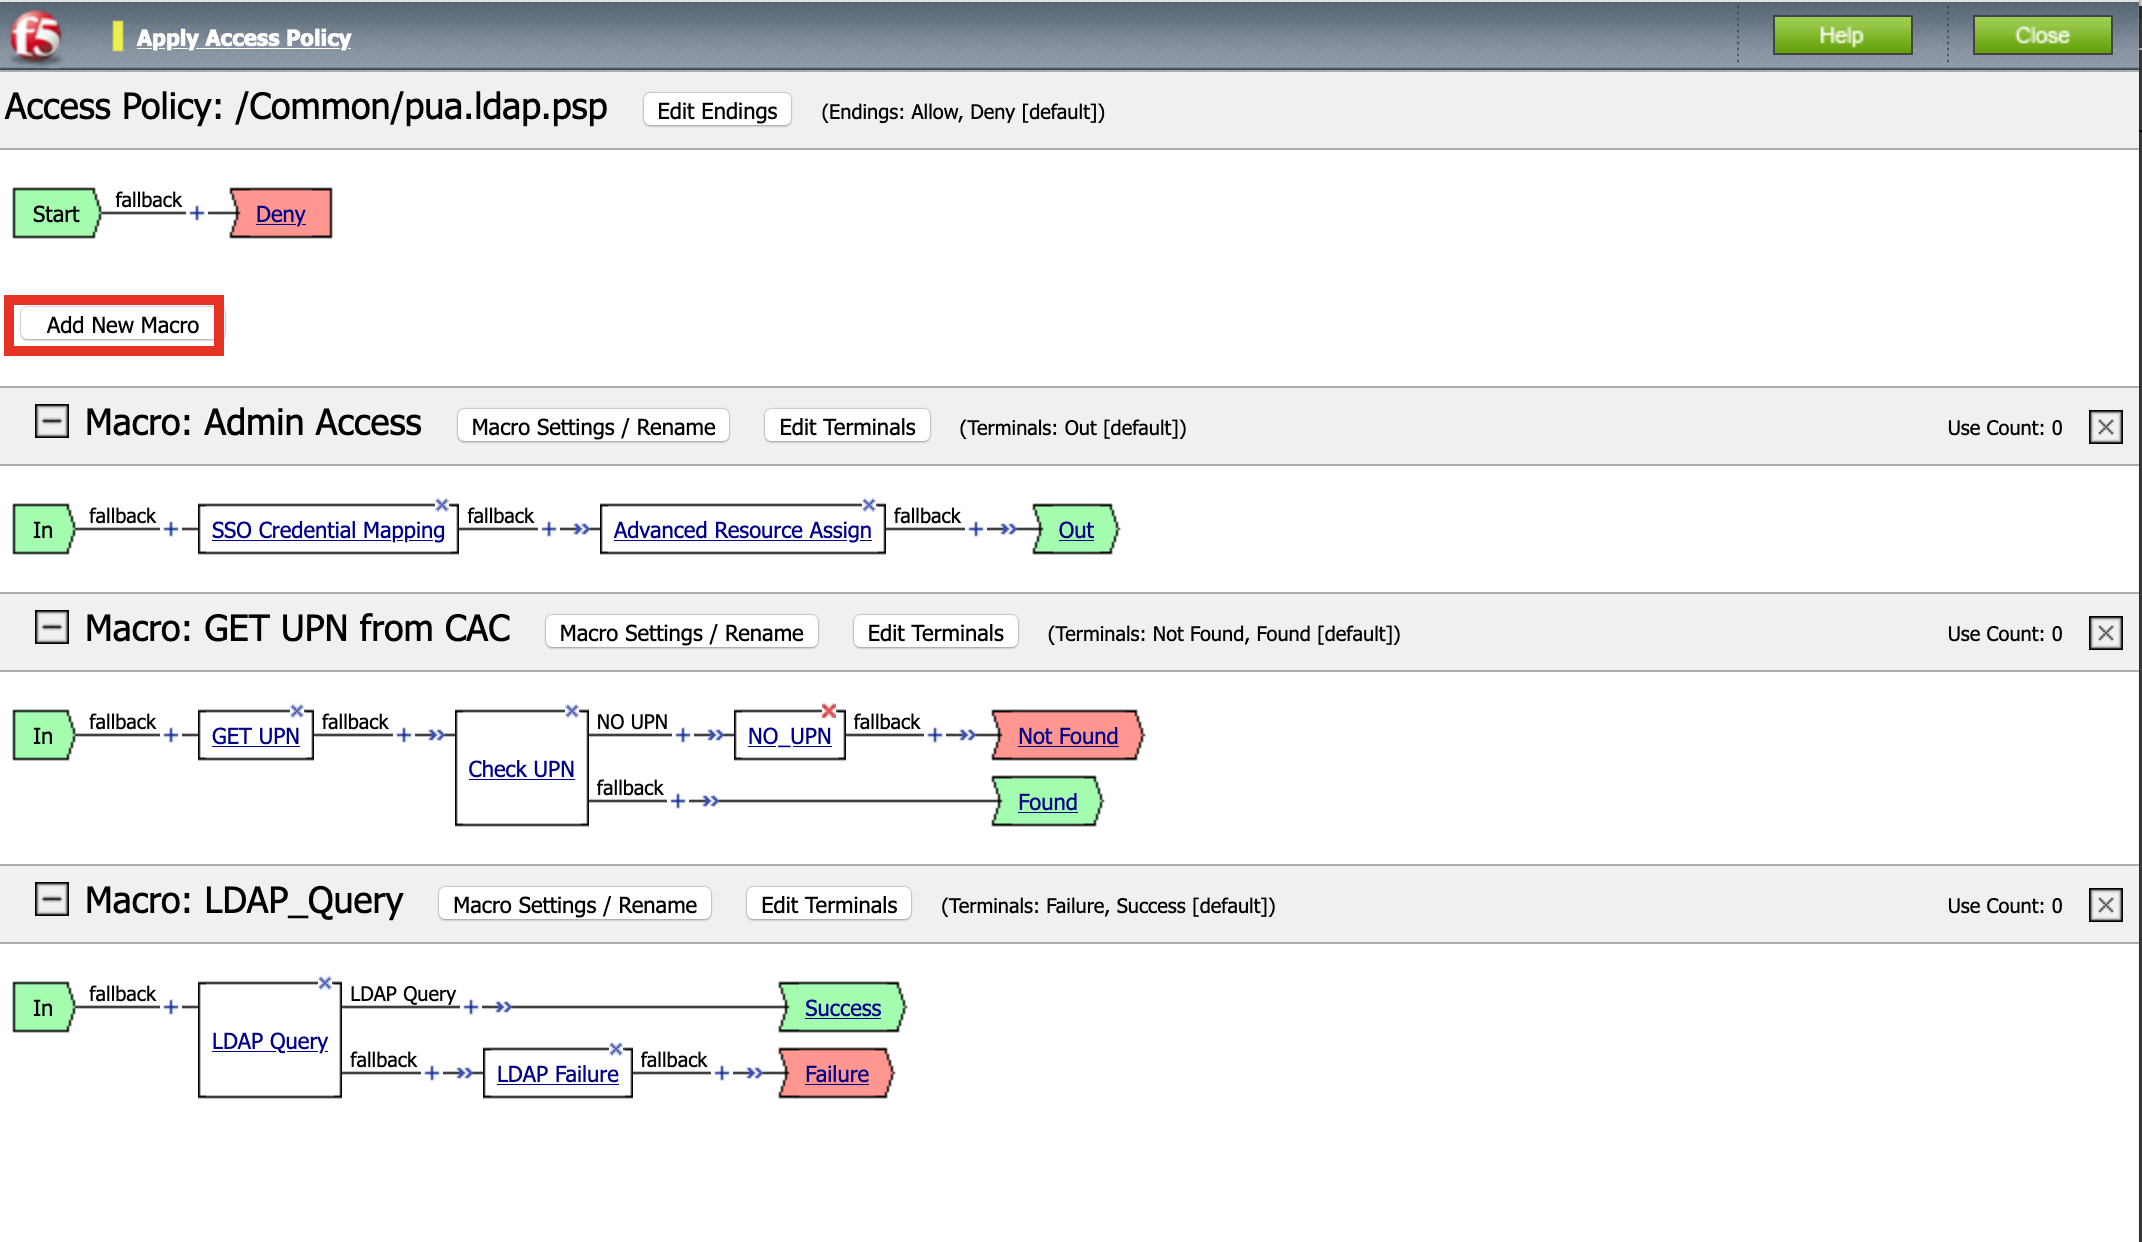 f5 Apply Access Policy Help Close
Access Policy: /Common/pua.ldap.psp Edit Endings (Endings: Allow, Deny [default])
Start fallback + Deny
Add New Macro
Macro: Admin Access Macro Settings / Rename Edit Terminals (Terminals: Out [default]) Use Count: 0
In fallback + SSO Credential Mapping fallback + Advanced Resource Assign fallback + Out
Macro: GET UPN from CAC Macro Settings / Rename Edit Terminals (Terminals: Not Found, Found [default]) Use Count: 0
In fallback + GET UPN fallback + Check UPN NO UPN + NO_UPN fallback + Not Found
fallback + Found
Macro: LDAP_Query Macro Settings / Rename Edit Terminals (Terminals: Failure, Success [default]) Use Count: 0
In fallback + LDAP Query LDAP Query + Success
fallback + LDAP Failure fallback + Failure